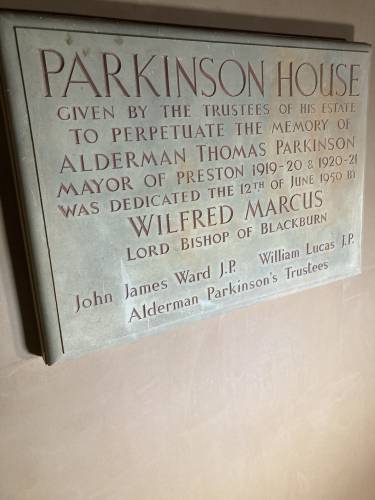 PARKINSON HOUSE
GIVEN BY THE TRUSTEES OF HIS ESTATE
TO PERPETUATE THE MEMORY OF
ALDERMAN THOMAS PARKINSON
MAYOR OF PRESTON 1919-20 & 1920-21
WAS DEDICATED THE 12TH OF JUNE 1950 BY
WILFRED MARCUS
LORD BISHOP OF BLACKBURN
John James Ward J.P. William Lucas J.P.
Alderman Parkinson's Trustees